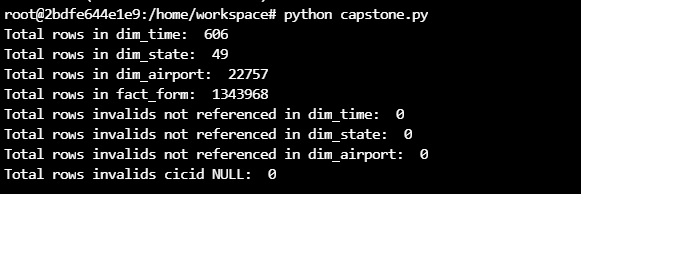 root@2bdfe644e1e9:/home/workspace# python capstone.py
Total rows in dim_time:  606
Total rows in dim_state:  49
Total rows in dim_airport:  22757
Total rows in fact_form:  1343968
Total rows invalids not referenced in dim_time:  0
Total rows invalids not referenced in dim_state:  0
Total rows invalids not referenced in dim_airport:  0
Total rows invalids cicid NULL:  0